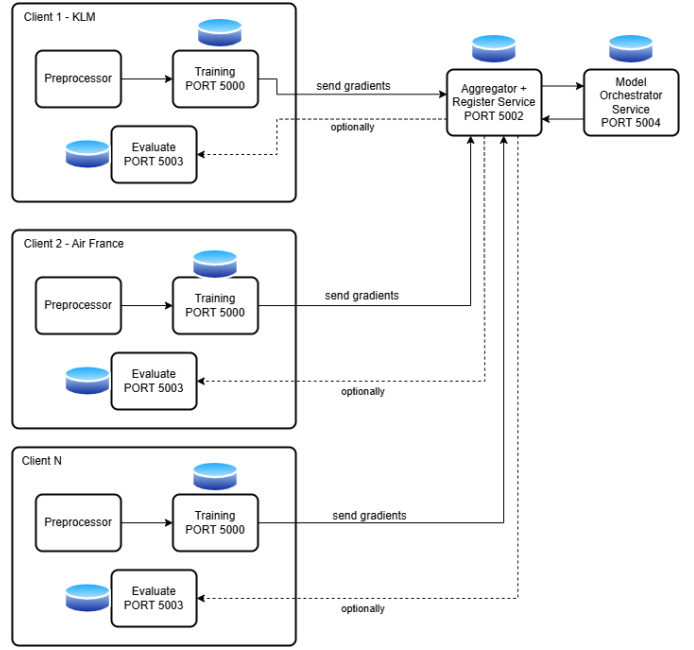 Client 1 - KLM
Preprocessor
Training
PORT 5000
send gradients
Aggregator +
Register Service
PORT 5002
Model
Orchestrator
Service
PORT 5004
optionally
Evaluate
PORT 5003
Client 2 - Air France
Preprocessor
Training
PORT 5000
send gradients
Evaluate
PORT 5003
optionally
Client N
Preprocessor
Training
PORT 5000
send gradients
Evaluate
PORT 5003
optionally